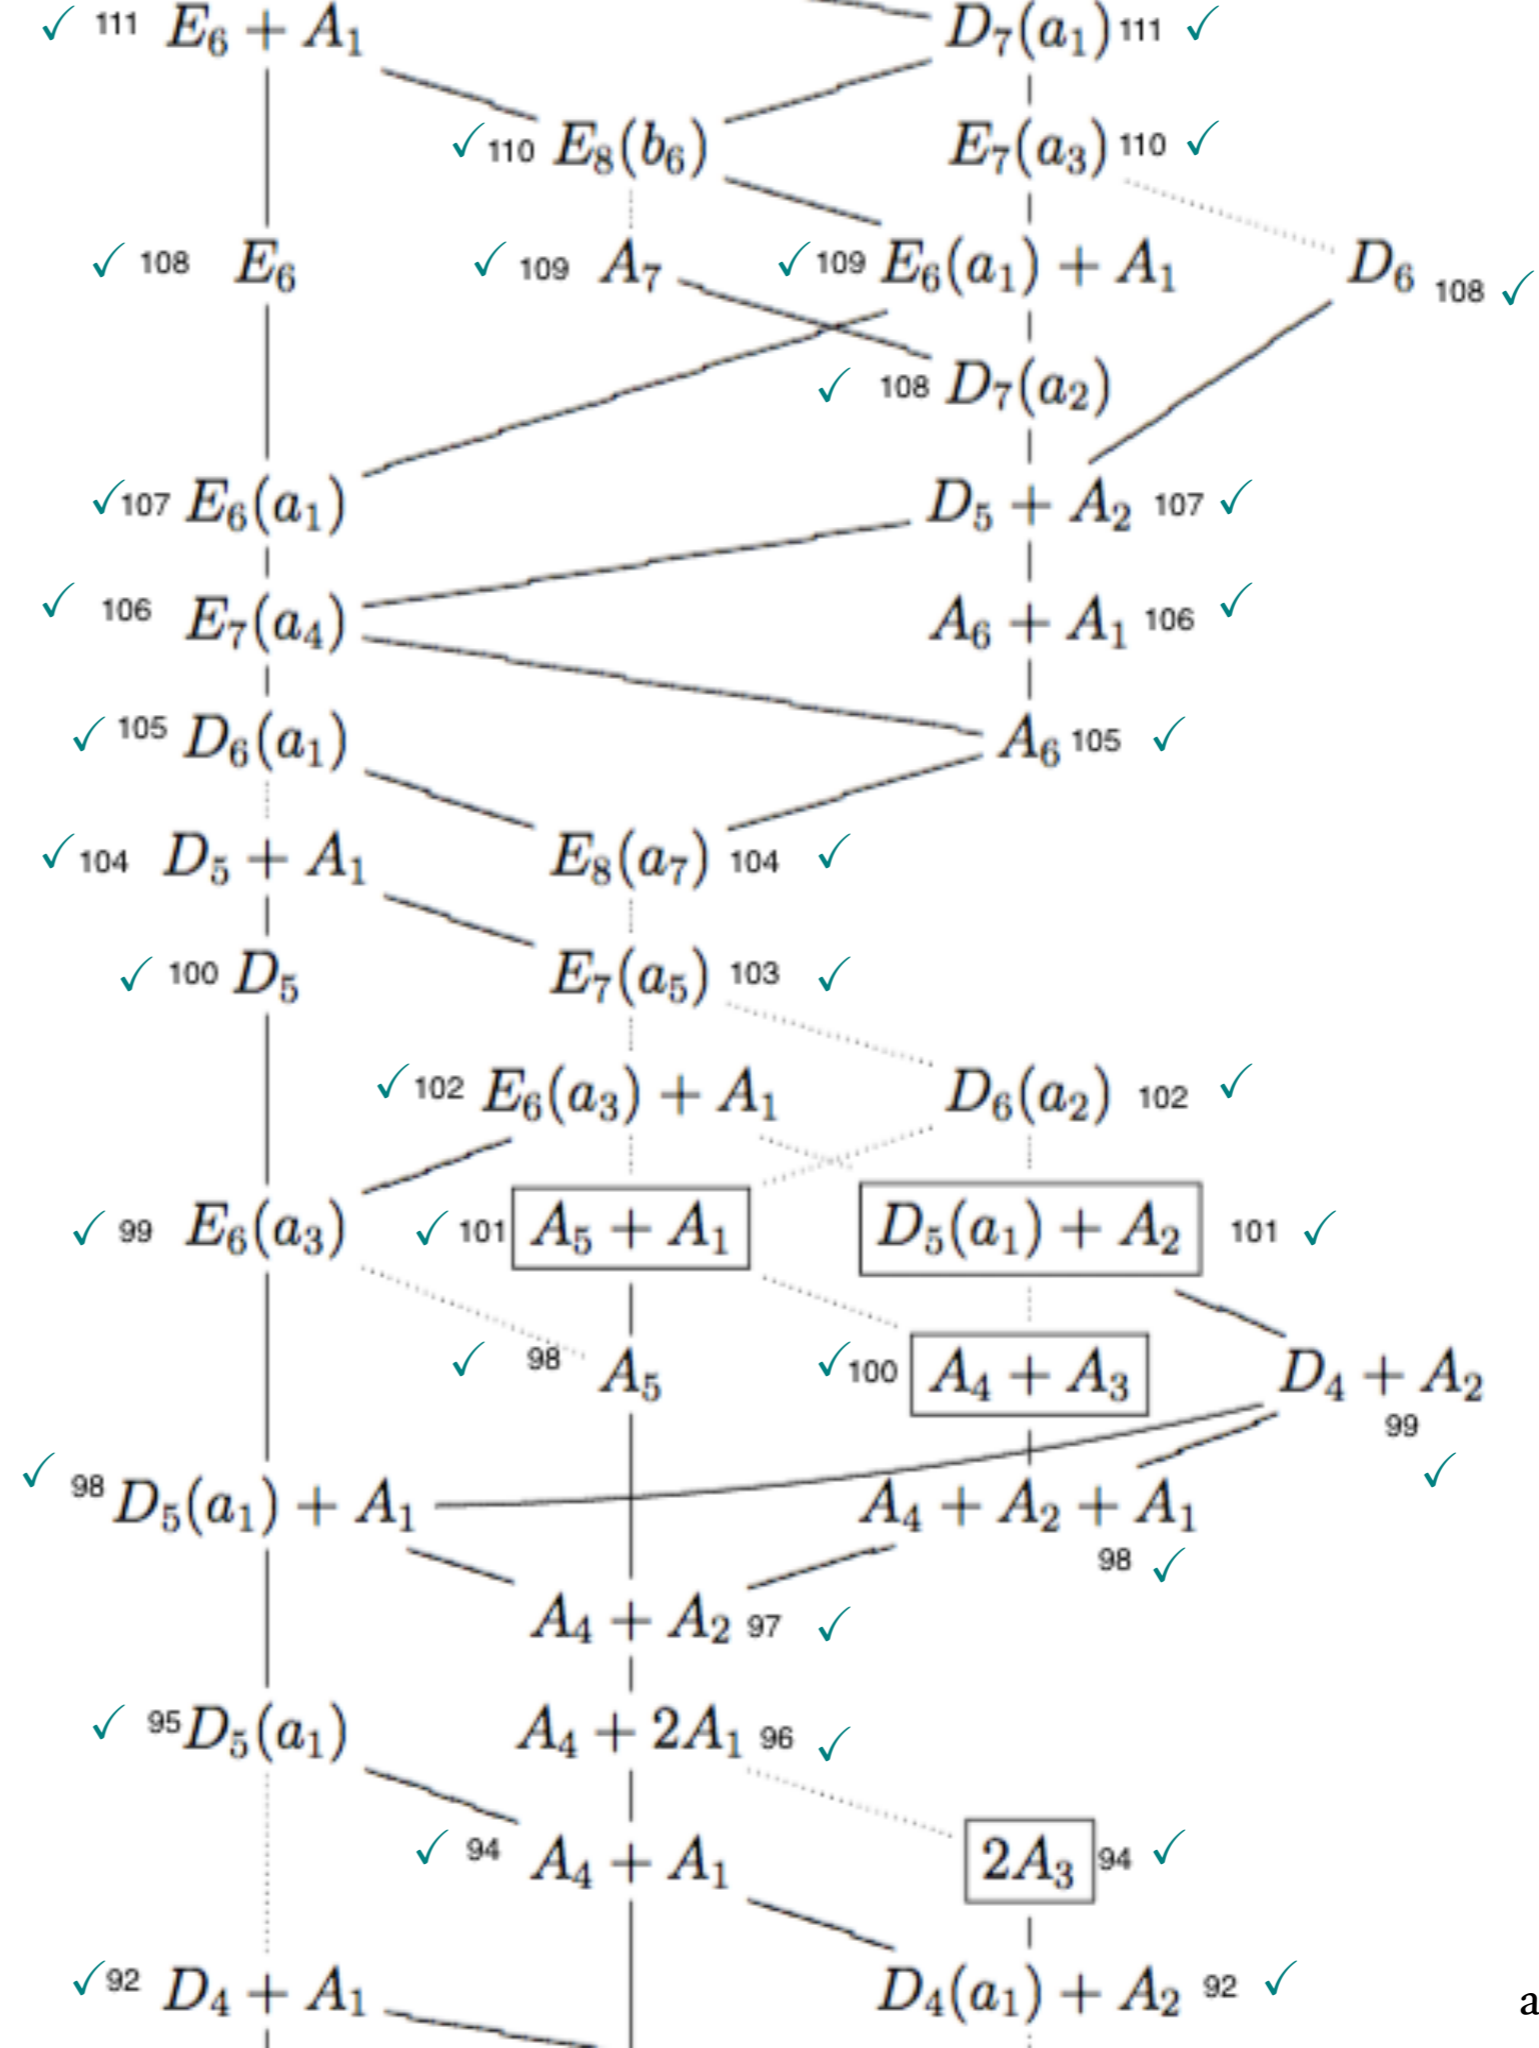 ✓ 111 E₆ + A₁ D₇(a₁) 111 ✓
✓ 110 E₈(b₆) E₇(a₃) 110 ✓
✓ 108 E₆ ✓ 109 A₇ ✓ 109 E₆(a₁) + A₁ D₆ 108 ✓
✓ 108 D₇(a₂)
✓ 107 E₆(a₁) D₅ + A₂ 107 ✓
✓ 106 E₇(a₄) A₆ + A₁ 106 ✓
✓ 105 D₆(a₁) A₆ 105 ✓
✓ 104 D₅ + A₁ E₈(a₇) 104 ✓
✓ 100 D₅ E₇(a₅) 103 ✓
✓ 102 E₆(a₃) + A₁ D₆(a₂) 102 ✓
✓ 99 E₆(a₃) ✓ 101 A₅ + A₁ D₅(a₁) + A₂ 101 ✓
✓ 98 A₅ ✓ 100 A₄ + A₃ D₄ + A₂
99 ✓
✓ 98 D₅(a₁) + A₁ A₄ + A₂ + A₁
98 ✓
A₄ + A₂ 97 ✓
✓ 95 D₅(a₁) A₄ + 2A₁ 96 ✓
✓ 94 A₄ + A₁ 2A₃ 94 ✓
✓ 92 D₄ + A₁ D₄(a₁) + A₂ 92 ✓ a